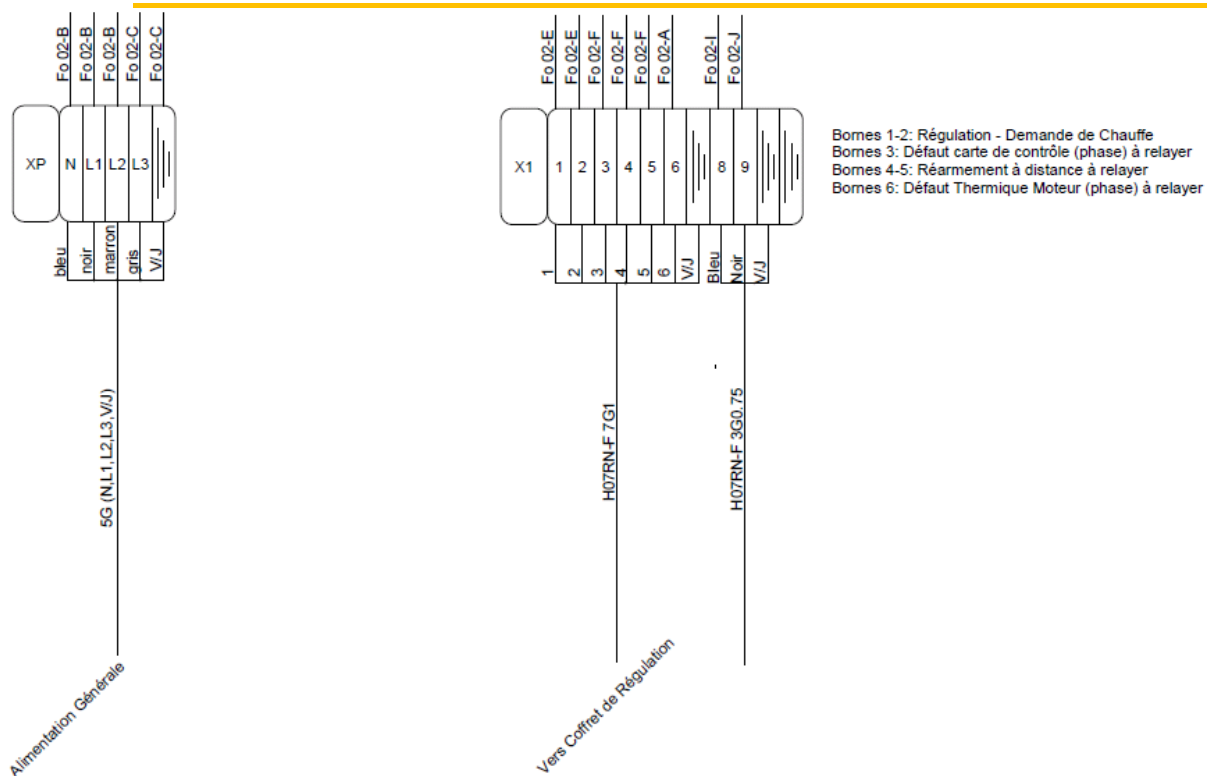 Fo 02-B
Fo 02-B
Fo 02-B
Fo 02-C
Fo 02-C
XP
N
L1
L2
L3
bleu
noir
marron
gris
V/J
5G (N,L1,L2,L3,V/J)
Alimentation Générale
Fo 02-E
Fo 02-E
Fo 02-F
Fo 02-F
Fo 02-F
Fo 02-A
Fo 02-I
Fo 02-J
X1
1
2
3
4
5
6
8
9
1
2
3
4
5
6
V/J
Bleu
Noir
V/J
H07RN-F 7G1
H07RN-F 3G0.75
Vers Coffret de Régulation
Bornes 1-2: Régulation - Demande de Chauffe
Bornes 3: Défaut carte de contrôle (phase) à relayer
Bornes 4-5: Réarmement à distance à relayer
Bornes 6: Défaut Thermique Moteur (phase) à relayer